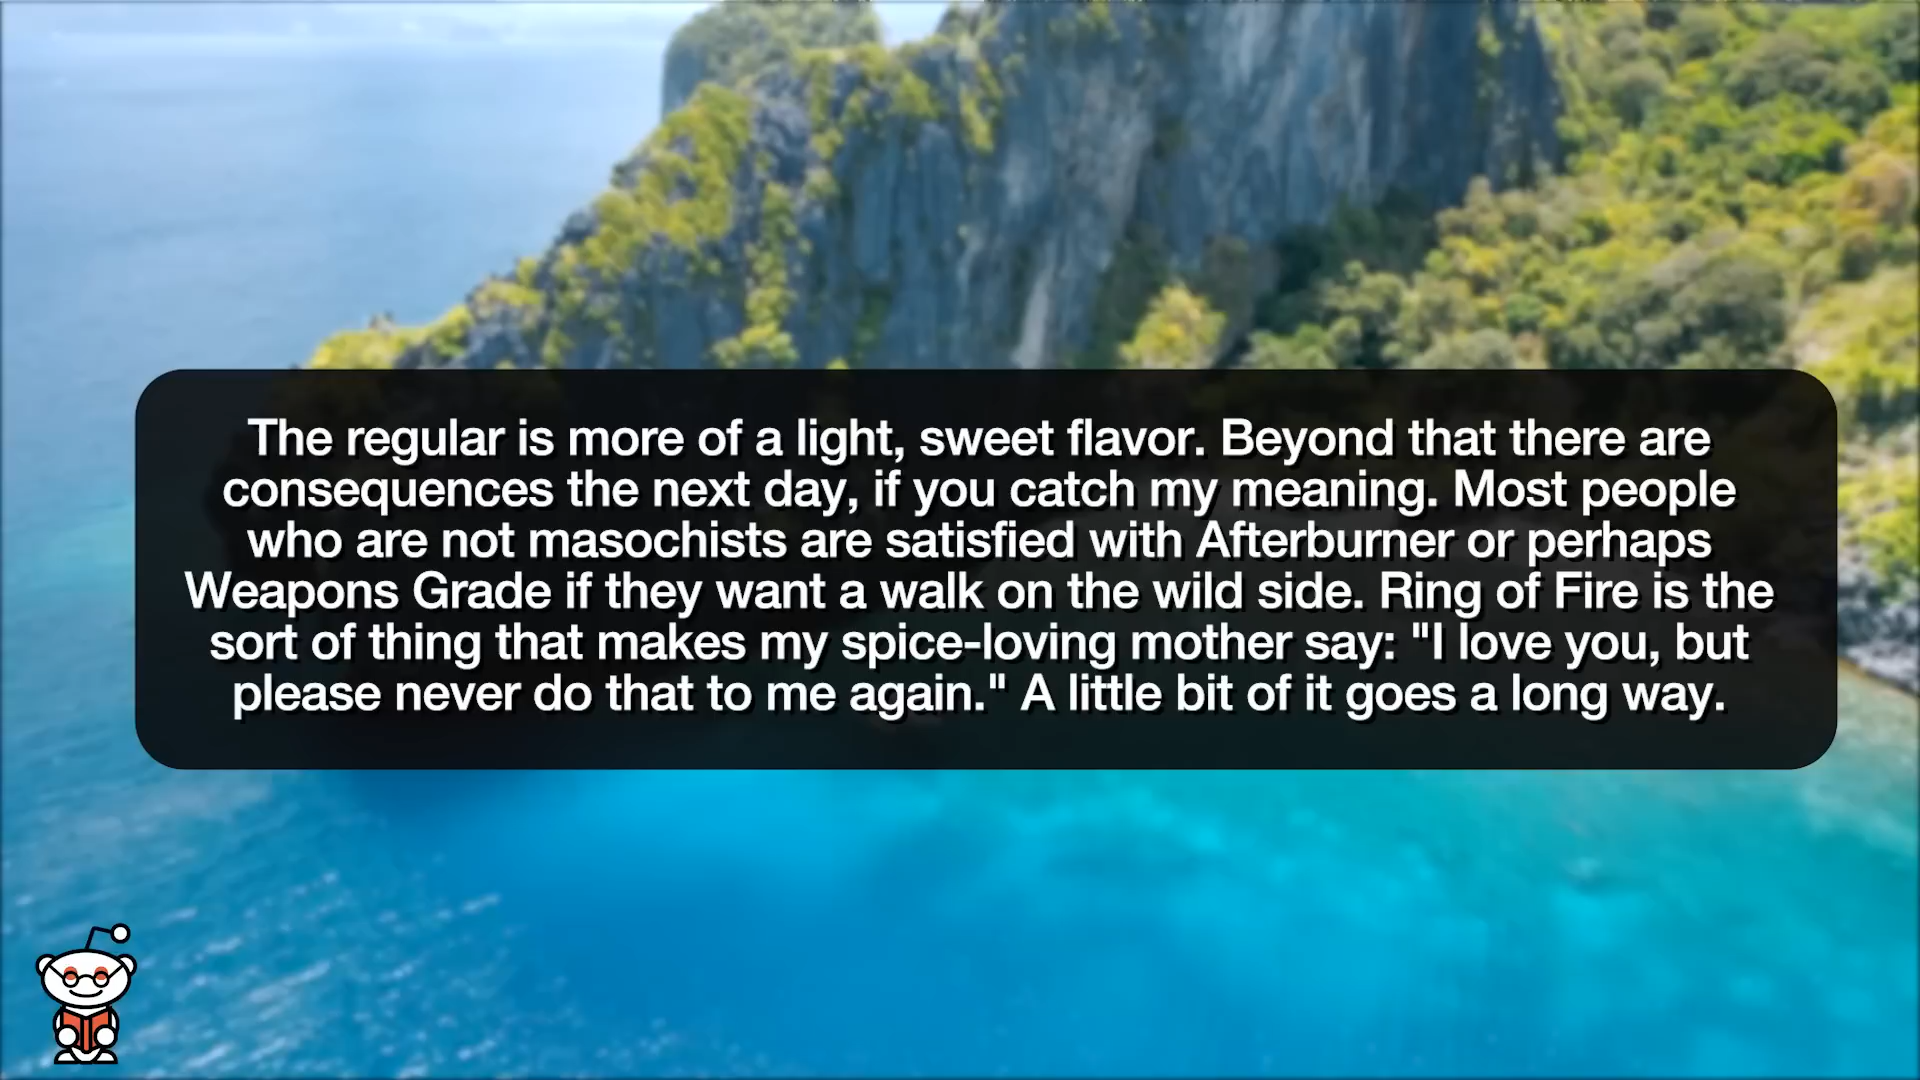 The regular is more of a light, sweet flavor. Beyond that there are
consequences the next day, if you catch my meaning. Most people
who are not masochists are satisfied with Afterburner or perhaps
Weapons Grade if they want a walk on the wild side. Ring of Fire is the
sort of thing that makes my spice-loving mother say: "I love you, but
please never do that to me again." A little bit of it goes a long way.